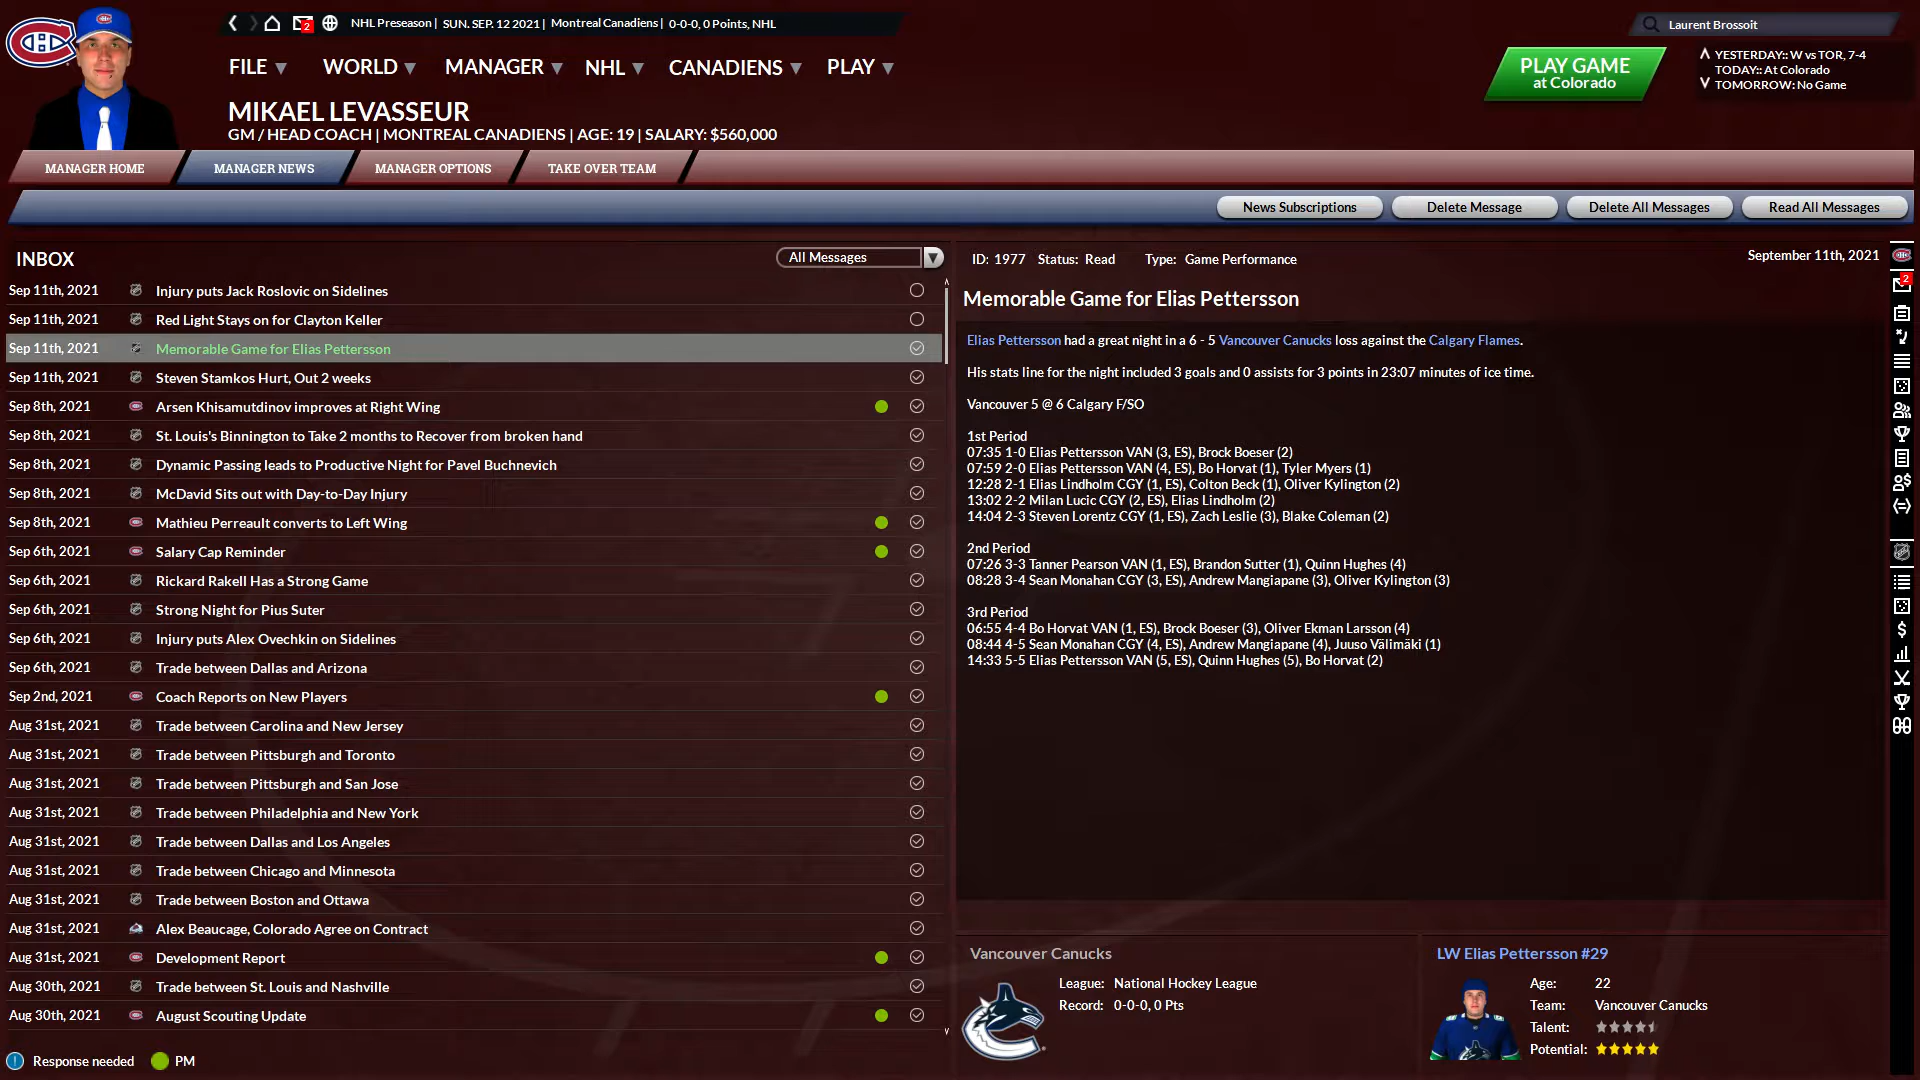 NHL Preseason | SUN. SEP. 12 2021 | Montreal Canadiens | 0-0-0, 0 Points, NHL
2
Laurent Brossoit
FILE
WORLD
MANAGER
NHL
CANADIENS
PLAY
PLAY GAME
at Colorado
YESTERDAY:: W vs TOR, 7-4
TODAY:: At Colorado
TOMORROW: No Game
MIKAEL LEVASSEUR
GM / HEAD COACH | MONTREAL CANADIENS | AGE: 19 | SALARY: $560,000
MANAGER HOME
MANAGER NEWS
MANAGER OPTIONS
TAKE OVER TEAM
News Subscriptions
Delete Message
Delete All Messages
Read All Messages
INBOX
All Messages
Sep 11th, 2021 Injury puts Jack Roslovic on Sidelines
Sep 11th, 2021 Red Light Stays on for Clayton Keller
Sep 11th, 2021 Memorable Game for Elias Pettersson
Sep 11th, 2021 Steven Stamkos Hurt, Out 2 weeks
Sep 8th, 2021 Arsen Khisamutdinov improves at Right Wing
Sep 8th, 2021 St. Louis's Binnington to Take 2 months to Recover from broken hand
Sep 8th, 2021 Dynamic Passing leads to Productive Night for Pavel Buchnevich
Sep 8th, 2021 McDavid Sits out with Day-to-Day Injury
Sep 8th, 2021 Mathieu Perreault converts to Left Wing
Sep 6th, 2021 Salary Cap Reminder
Sep 6th, 2021 Rickard Rakell Has a Strong Game
Sep 6th, 2021 Strong Night for Pius Suter
Sep 6th, 2021 Injury puts Alex Ovechkin on Sidelines
Sep 6th, 2021 Trade between Dallas and Arizona
Sep 2nd, 2021 Coach Reports on New Players
Aug 31st, 2021 Trade between Carolina and New Jersey
Aug 31st, 2021 Trade between Pittsburgh and Toronto
Aug 31st, 2021 Trade between Pittsburgh and San Jose
Aug 31st, 2021 Trade between Philadelphia and New York
Aug 31st, 2021 Trade between Dallas and Los Angeles
Aug 31st, 2021 Trade between Chicago and Minnesota
Aug 31st, 2021 Trade between Boston and Ottawa
Aug 31st, 2021 Alex Beaucage, Colorado Agree on Contract
Aug 31st, 2021 Development Report
Aug 30th, 2021 Trade between St. Louis and Nashville
Aug 30th, 2021 August Scouting Update
Response needed
PM
ID: 1977 Status: Read Type: Game Performance
September 11th, 2021
2
Memorable Game for Elias Pettersson
Elias Pettersson had a great night in a 6 - 5 Vancouver Canucks loss against the Calgary Flames.
His stats line for the night included 3 goals and 0 assists for 3 points in 23:07 minutes of ice time.
Vancouver 5 @ 6 Calgary F/SO
1st Period
07:35 1-0 Elias Pettersson VAN (3, ES), Brock Boeser (2)
07:59 2-0 Elias Pettersson VAN (4, ES), Bo Horvat (1), Tyler Myers (1)
12:28 2-1 Elias Lindholm CGY (1, ES), Colton Beck (1), Oliver Kylington (2)
13:02 2-2 Milan Lucic CGY (2, ES), Elias Lindholm (2)
14:04 2-3 Steven Lorentz CGY (1, ES), Zach Leslie (3), Blake Coleman (2)
2nd Period
07:26 3-3 Tanner Pearson VAN (1, ES), Brandon Sutter (1), Quinn Hughes (4)
08:28 3-4 Sean Monahan CGY (3, ES), Andrew Mangiapane (3), Oliver Kylington (3)
3rd Period
06:55 4-4 Bo Horvat VAN (1, ES), Brock Boeser (3), Oliver Ekman Larsson (4)
08:44 4-5 Sean Monahan CGY (4, ES), Andrew Mangiapane (4), Juuso Välimäki (1)
14:33 5-5 Elias Pettersson VAN (5, ES), Quinn Hughes (5), Bo Horvat (2)
Vancouver Canucks
League: National Hockey League
Record: 0-0-0, 0 Pts
LW Elias Pettersson #29
Age: 22
Team: Vancouver Canucks
Talent:
Potential: